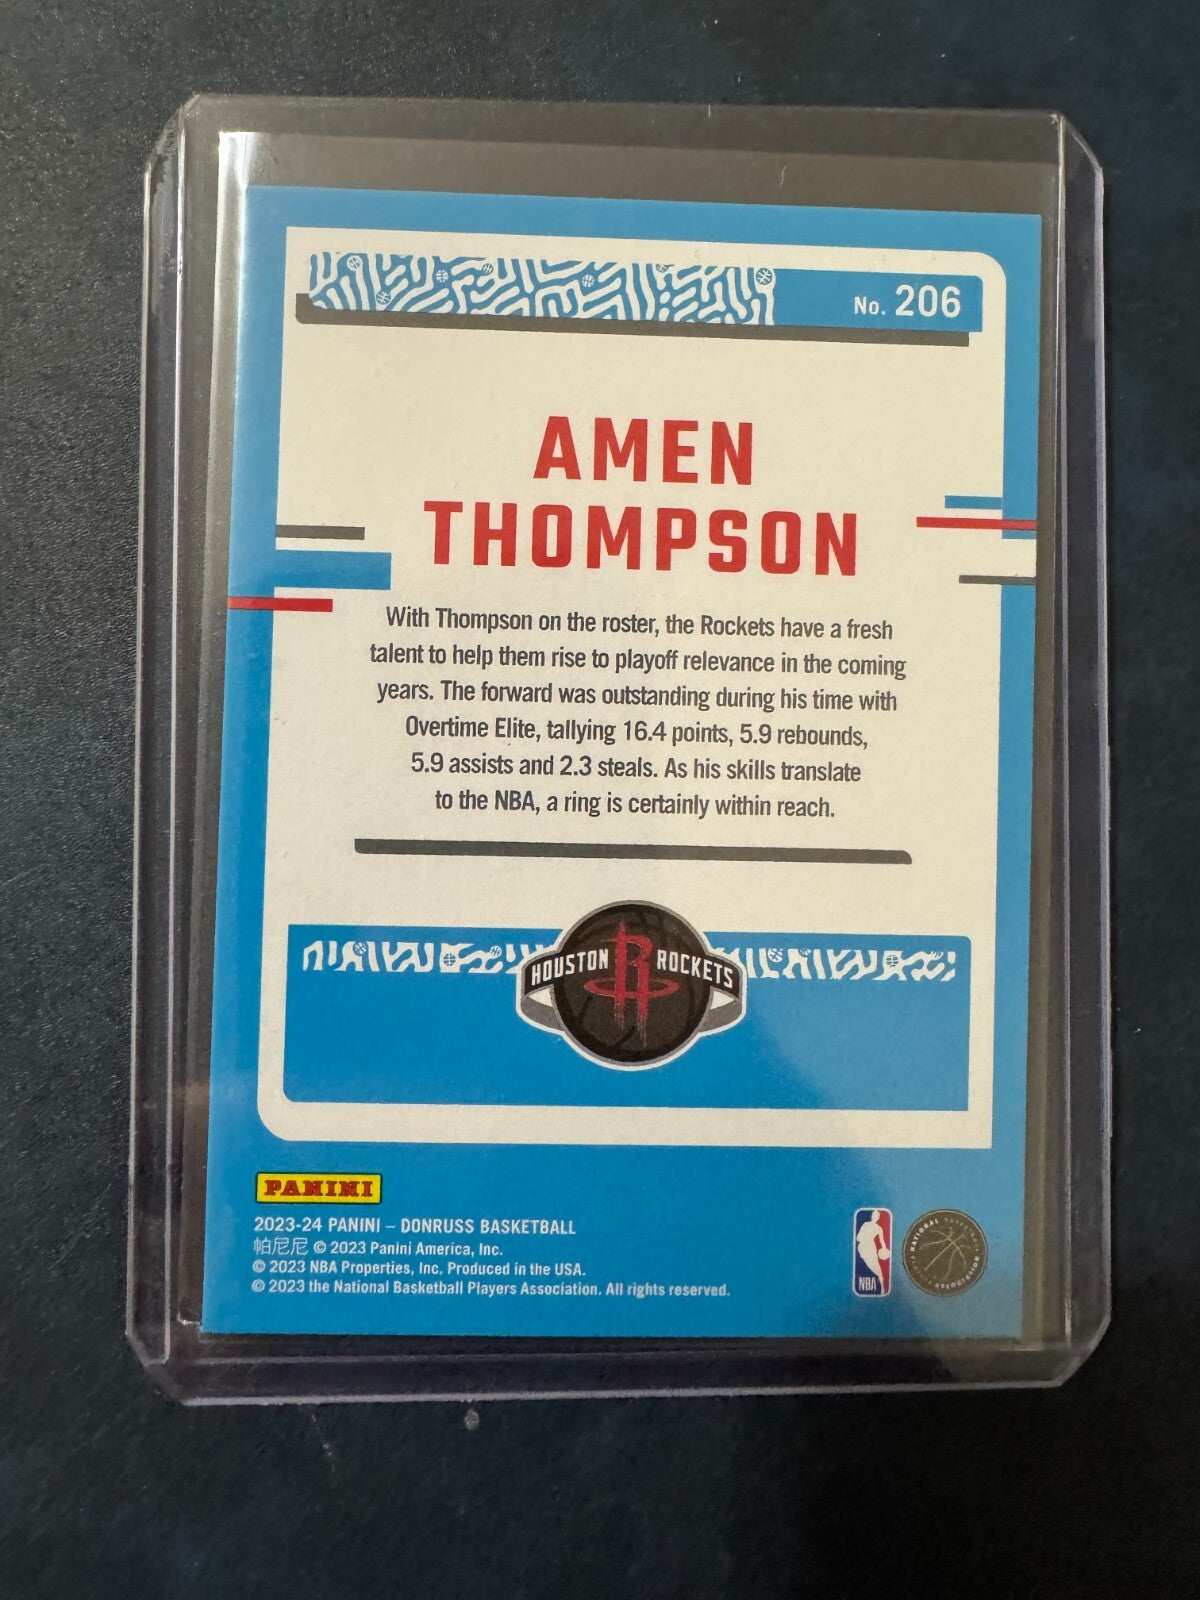 No. 206
AMEN
THOMPSON
With Thompson on the roster, the Rockets have a fresh
talent to help them rise to playoff relevance in the coming
years. The forward was outstanding during his time with
Overtime Elite, tallying 16.4 points, 5.9 rebounds,
5.9 assists and 2.3 steals. As his skills translate
to the NBA, a ring is certainly within reach.
HOUSTON R ROCKETS
PANINI
2023-24 PANINI – DONRUSS BASKETBALL
帕尼尼 © 2023 Panini America, Inc.
© 2023 NBA Properties, Inc. Produced in the USA.
© 2023 the National Basketball Players Association. All rights reserved.
NBA
NATIONAL